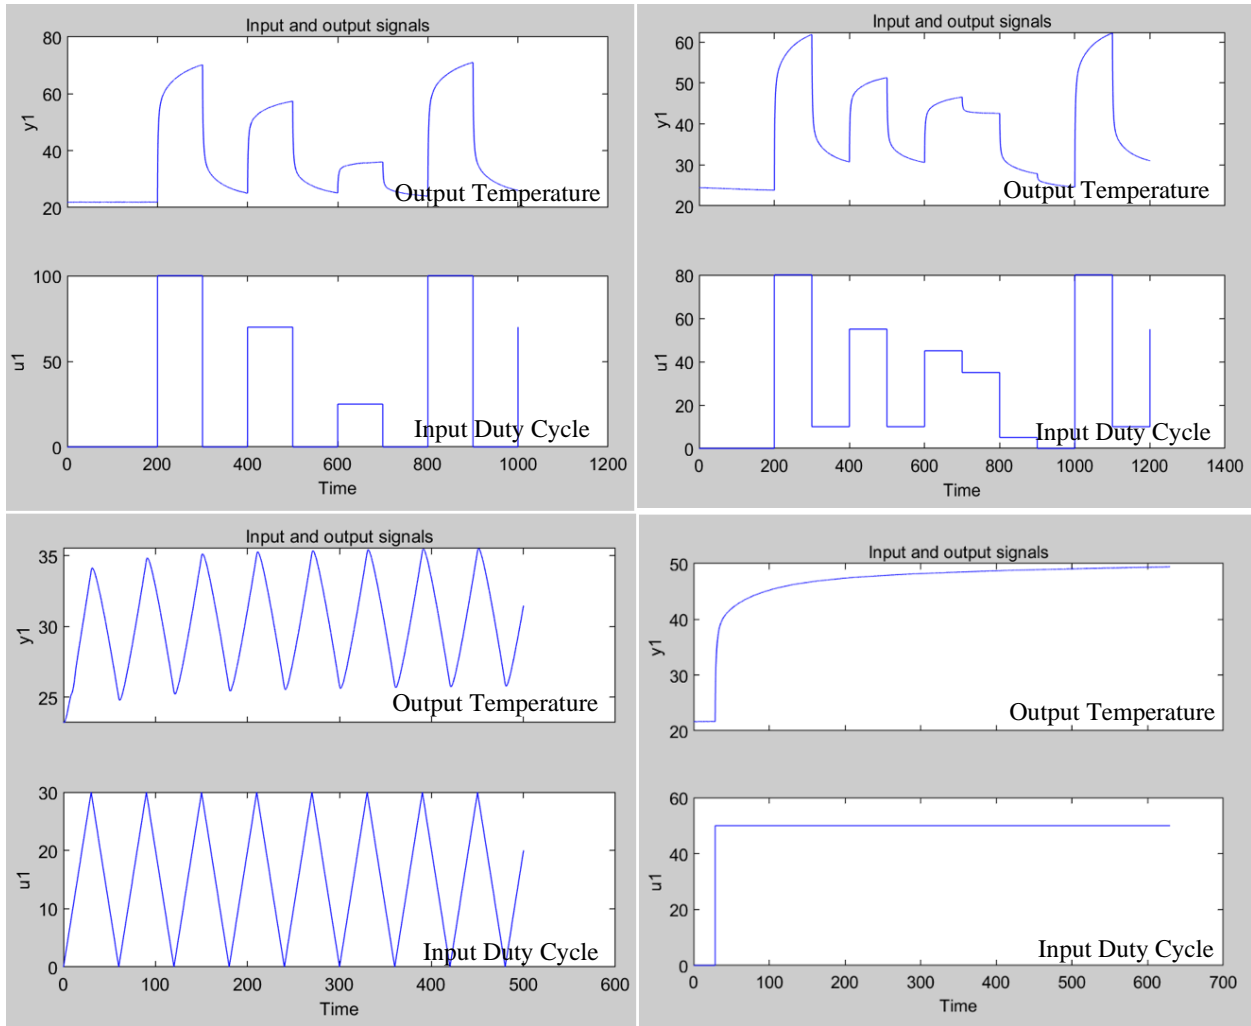 Input and output signals
80
60
40
20
y1
Output Temperature
100
50
0
u1
Input Duty Cycle
0 200 400 600 800 1000 1200
Time
Input and output signals
60
50
40
30
20
y1
Output Temperature
80
60
40
20
0
u1
Input Duty Cycle
0 200 400 600 800 1000 1200 1400
Time
Input and output signals
35
30
25
y1
Output Temperature
30
20
10
0
u1
Input Duty Cycle
0 100 200 300 400 500 600
Time
Input and output signals
50
40
30
20
y1
Output Temperature
60
40
20
0
u1
Input Duty Cycle
0 100 200 300 400 500 600 700
Time